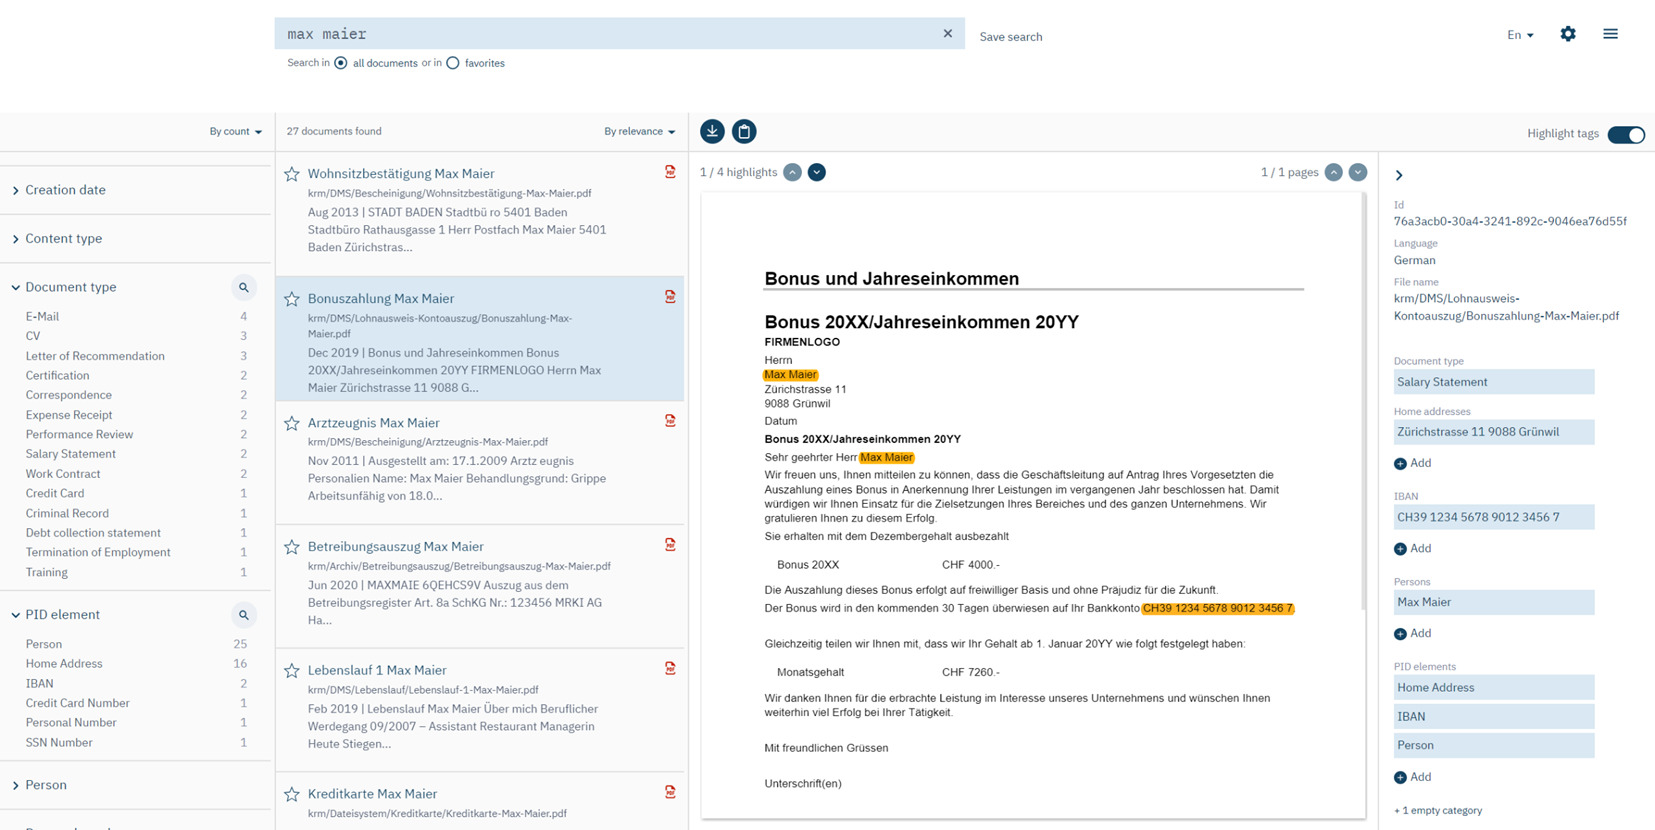 max maier
Save search
En
Search in all documents or in favorites
By count
27 documents found
By relevance
Highlight tags
Creation date
Content type
Document type
E-Mail 4
CV 3
Letter of Recommendation 3
Certification 2
Correspondence 2
Expense Receipt 2
Performance Review 2
Salary Statement 2
Work Contract 2
Credit Card 1
Criminal Record 1
Debt collection statement 1
Termination of Employment 1
Training 1
PID element
Person 25
Home Address 16
IBAN 2
Credit Card Number 1
Personal Number 1
SSN Number 1
Person
Wohnsitzbestätigung Max Maier
krm/DMS/Bescheinigung/Wohnsitzbestätigung-Max-Maier.pdf
Aug 2013 | STADT BADEN Stadtbü ro 5401 Baden
Stadtbüro Rathausgasse 1 Herr Postfach Max Maier 5401
Baden Zürichstras...
Bonuszahlung Max Maier
krm/DMS/Lohnausweis-Kontoauszug/Bonuszahlung-Max-
Maier.pdf
Dec 2019 | Bonus und Jahreseinkommen Bonus
20XX/Jahreseinkommen 20YY FIRMENLOGO Herrn Max
Maier Zürichstrasse 11 9088 G...
Arztzeugnis Max Maier
krm/DMS/Bescheinigung/Arztzeugnis-Max-Maier.pdf
Nov 2011 | Ausgestellt am: 17.1.2009 Arztz eugnis
Personalien Name: Max Maier Behandlungsgrund: Grippe
Arbeitsunfähig von 18.0...
Betreibungsauszug Max Maier
krm/Archiv/Betreibungsauszug/Betreibungsauszug-Max-Maier.pdf
Jun 2020 | MAXMAIE 6QEHCS9V Auszug aus dem
Betreibungsregister Art. 8a SchKG Nr.: 123456 MRKI AG
Ha...
Lebenslauf 1 Max Maier
krm/DMS/Lebenslauf/Lebenslauf-1-Max-Maier.pdf
Feb 2019 | Lebenslauf Max Maier Über mich Beruflicher
Werdegang 09/2007 – Assistant Restaurant Managerin
Heute Stiegen...
Kreditkarte Max Maier
krm/Dateisystem/Kreditkarte/Kreditkarte-Max-Maier.pdf
1 / 4 highlights
1 / 1 pages
Bonus und Jahreseinkommen
Bonus 20XX/Jahreseinkommen 20YY
FIRMENLOGO
Herrn
Max Maier
Zürichstrasse 11
9088 Grünwil
Datum
Bonus 20XX/Jahreseinkommen 20YY
Sehr geehrter Herr Max Maier
Wir freuen uns, Ihnen mitteilen zu können, dass die Geschäftsleitung auf Antrag Ihres Vorgesetzten die
Auszahlung eines Bonus in Anerkennung Ihrer Leistungen im vergangenen Jahr beschlossen hat. Damit
würdigen wir Ihnen Einsatz für die Zielsetzungen Ihres Bereiches und des ganzen Unternehmens. Wir
gratulieren Ihnen zu diesem Erfolg.
Sie erhalten mit dem Dezembergehalt ausbezahlt
Bonus 20XX CHF 4000.-
Die Auszahlung dieses Bonus erfolgt auf freiwilliger Basis und ohne Präjudiz für die Zukunft.
Der Bonus wird in den kommenden 30 Tagen überwiesen auf Ihr Bankkonto CH39 1234 5678 9012 3456 7.
Gleichzeitig teilen wir Ihnen mit, dass wir Ihr Gehalt ab 1. Januar 20YY wie folgt festgelegt haben:
Monatsgehalt CHF 7260.-
Wir danken Ihnen für die erbrachte Leistung im Interesse unseres Unternehmens und wünschen Ihnen
weiterhin viel Erfolg bei Ihrer Tätigkeit.
Mit freundlichen Grüssen
Unterschrift(en)
Id
76a3acb0-30a4-3241-892c-9046ea76d55f
Language
German
File name
krm/DMS/Lohnausweis-
Kontoauszug/Bonuszahlung-Max-Maier.pdf
Document type
Salary Statement
Home addresses
Zürichstrasse 11 9088 Grünwil
Add
IBAN
CH39 1234 5678 9012 3456 7
Add
Persons
Max Maier
Add
PID elements
Home Address
IBAN
Person
Add
+ 1 empty category